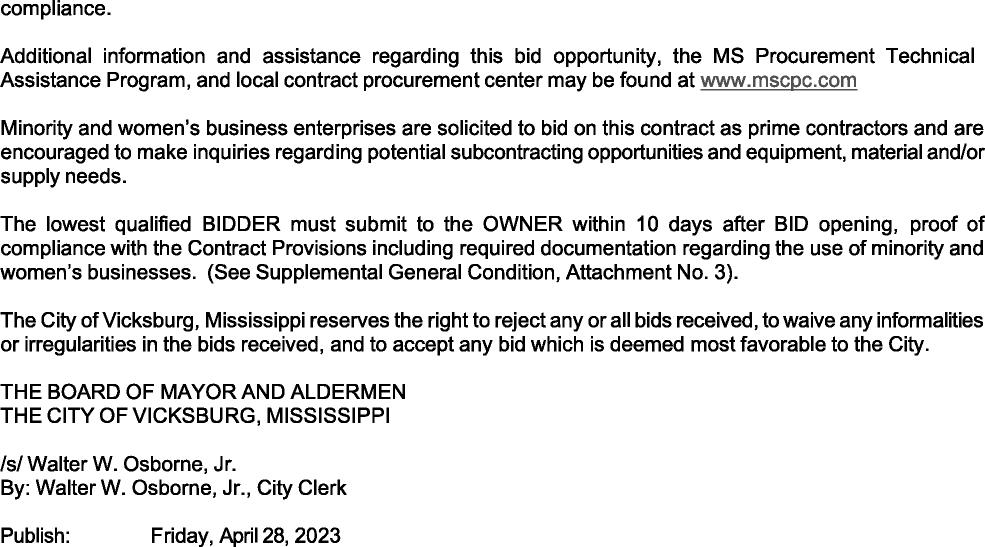 compliance.
Additional information and assistance regarding this bid opportunity, the MS Procurement Technical
Assistance Program, and local contract procurement center may be found at www.mscpc.com
Minority and women's business enterprises are solicited to bid on this contract as prime contractors and are
encouraged to make inquiries regarding potential subcontracting opportunities and equipment, material and/or
supply needs.
The lowest qualified BIDDER must submit to the OWNER within 10 days after BID opening, proof of
compliance with the Contract Provisions including required documentation regarding the use of minority and
women's businesses.  (See Supplemental General Condition, Attachment No. 3).
The City of Vicksburg, Mississippi reserves the right to reject any or all bids received, to waive any informalities
or irregularities in the bids received, and to accept any bid which is deemed most favorable to the City.
THE BOARD OF MAYOR AND ALDERMEN
THE CITY OF VICKSBURG, MISSISSIPPI
/s/ Walter W. Osborne, Jr.
By: Walter W. Osborne, Jr., City Clerk
Publish: Friday, April 28, 2023